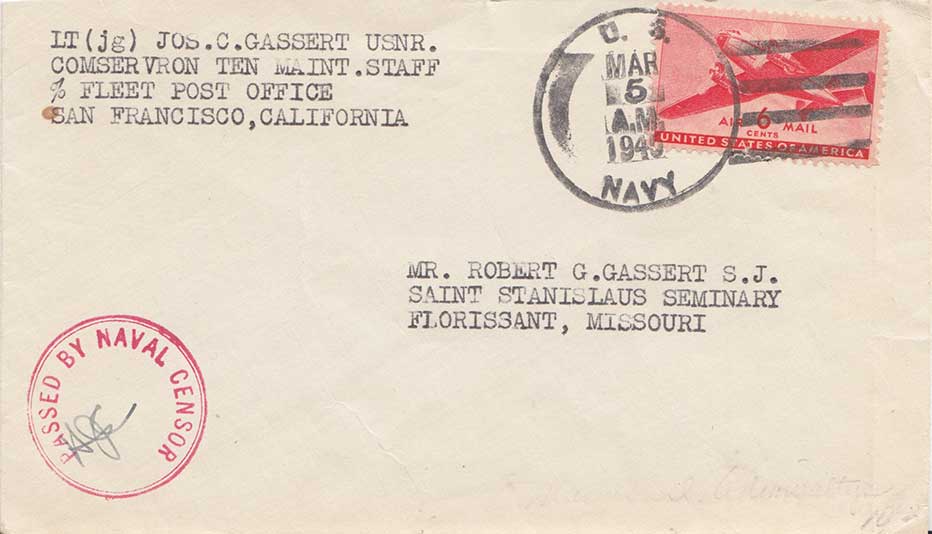 LT(jg) JOS.C.GASSERT USNR.
COMSERVRON TEN MAINT.STAFF
% FLEET POST OFFICE
SAN FRANCISCO,CALIFORNIA
U. S.
MAR
5
A.M.
1945
NAVY
AIR 6 MAIL
CENTS
UNITED STATES OF AMERICA
MR. ROBERT G.GASSERT S.J.
SAINT STANISLAUS SEMINARY
FLORISSANT, MISSOURI
PASSED BY NAVAL CENSOR